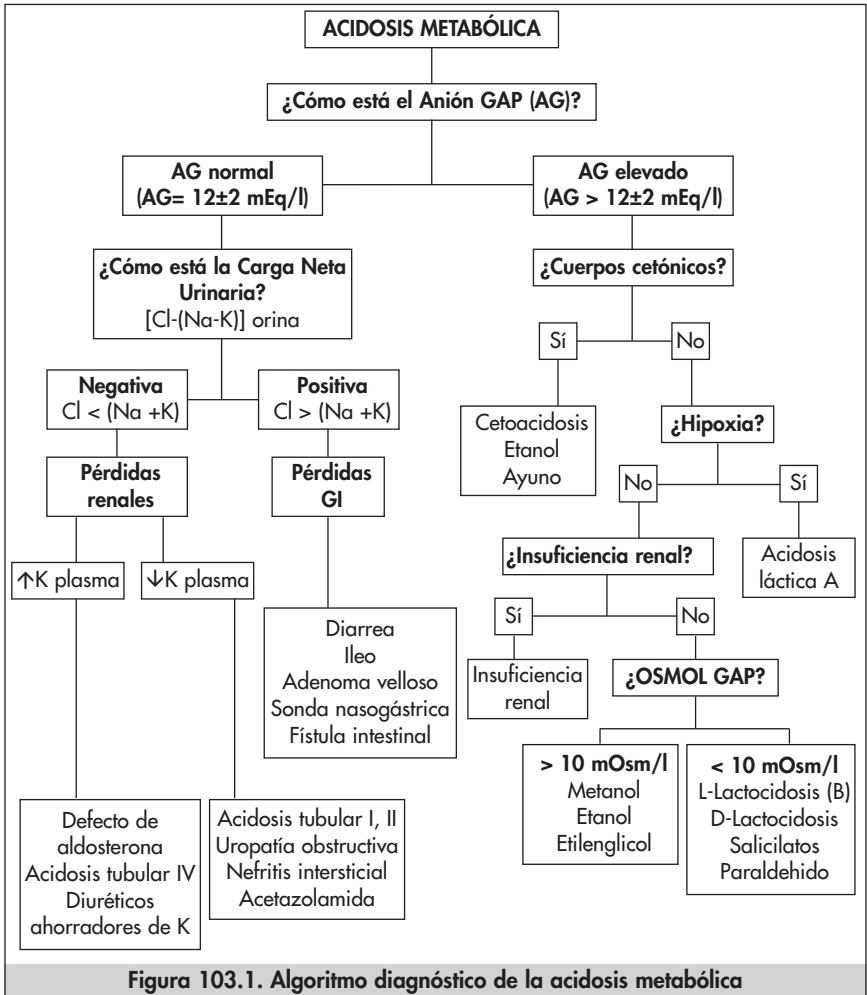 ACIDOSIS METABÓLICA
¿Cómo está el Anión GAP (AG)?
AG normal
(AG= 12±2 mEq/l)
AG elevado
(AG > 12±2 mEq/l)
¿Cómo está la Carga Neta
Urinaria?
[Cl-(Na-K)] orina
¿Cuerpos cetónicos?
Sí
No
Negativa
Cl < (Na +K)
Positiva
Cl > (Na +K)
Cetoacidosis
Etanol
Ayuno
¿Hipoxia?
Pérdidas
renales
Pérdidas
GI
No
Sí
↑K plasma
↓K plasma
¿Insuficiencia renal?
Acidosis
láctica A
Sí
No
Diarrea
Ileo
Adenoma velloso
Sonda nasogástrica
Fístula intestinal
Insuficiencia
renal
¿OSMOL GAP?
> 10 mOsm/l
Metanol
Etanol
Etilenglicol
< 10 mOsm/l
L-Lactocidosis (B)
D-Lactocidosis
Salicilatos
Paraldehido
Defecto de
aldosterona
Acidosis tubular IV
Diuréticos
ahorradores de K
Acidosis tubular I, II
Uropatía obstructiva
Nefritis intersticial
Acetazolamida
Figura 103.1. Algoritmo diagnóstico de la acidosis metabólica